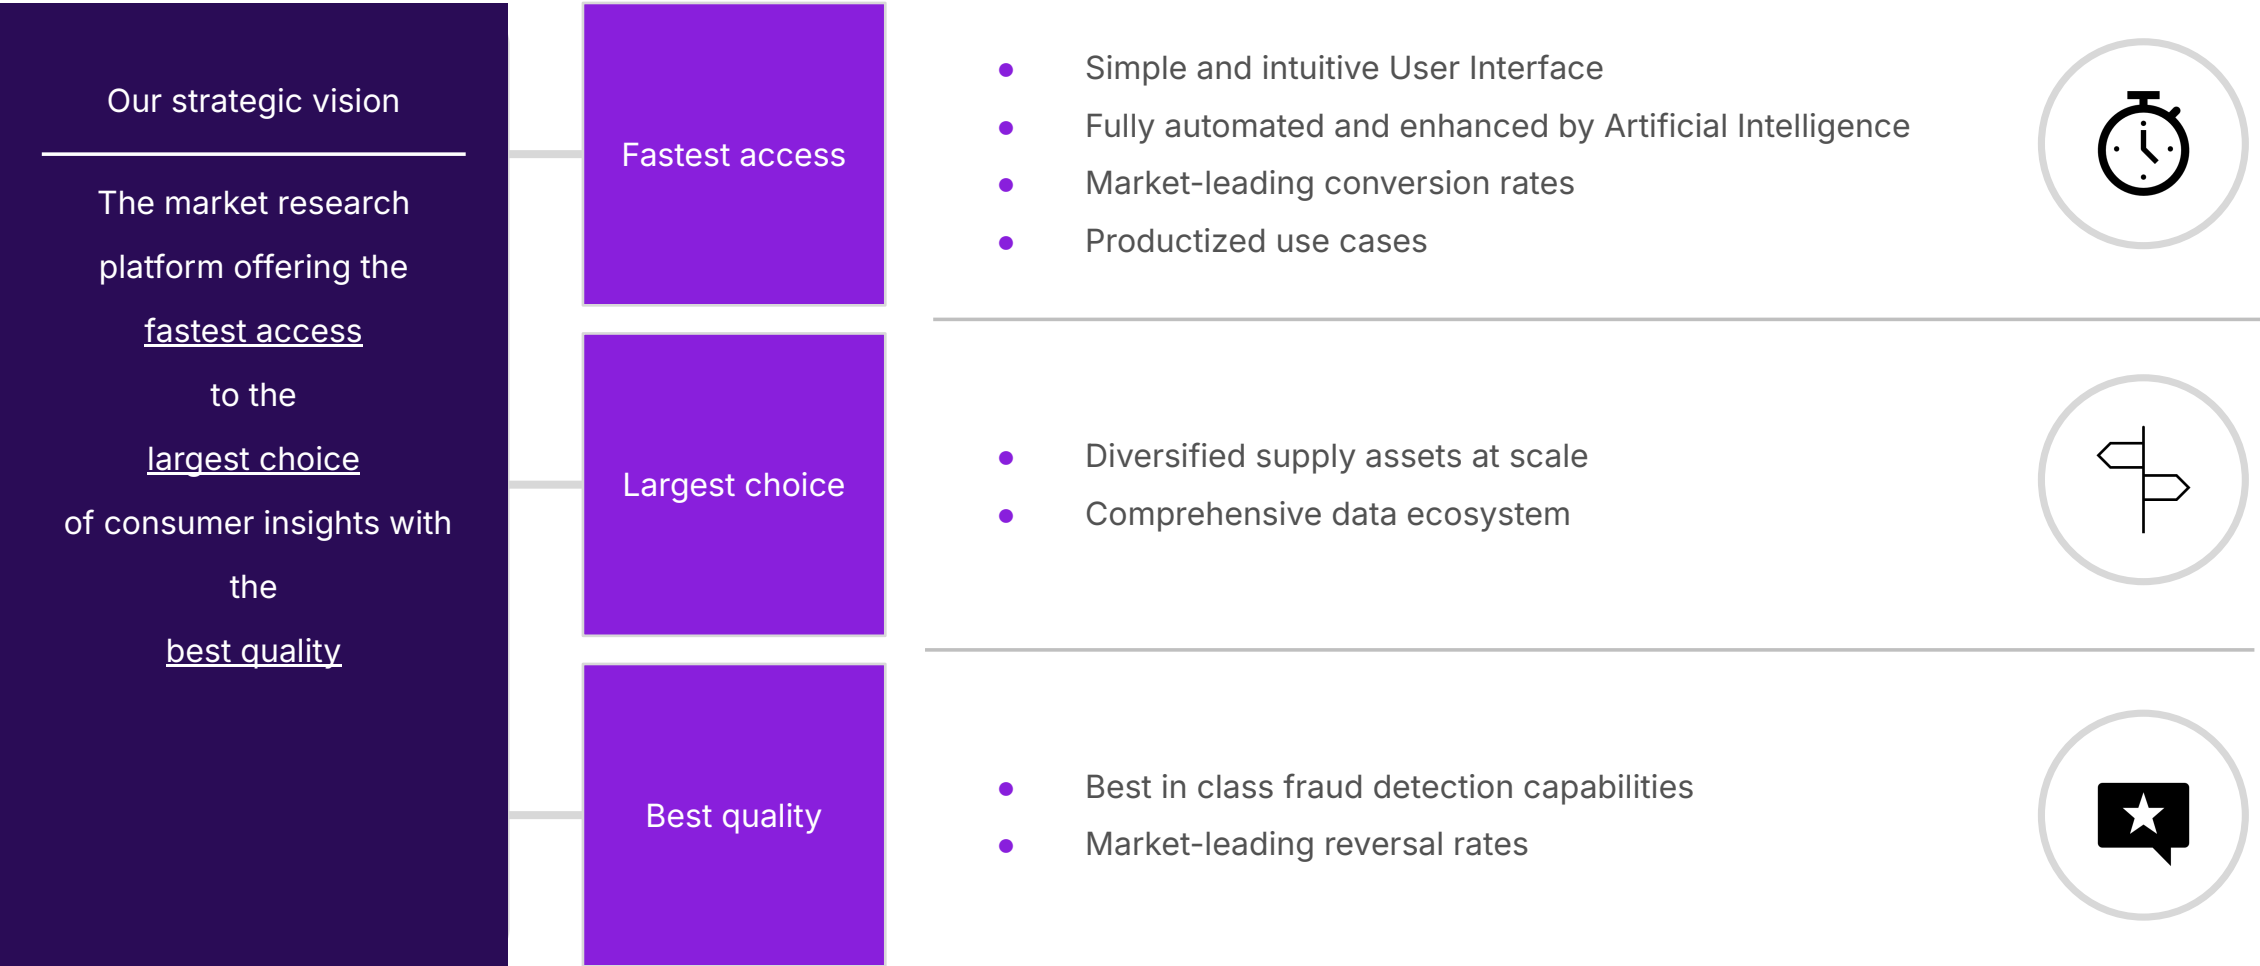 Our strategic vision
The market research
platform offering the
fastest access
to the
largest choice
of consumer insights with
the
best quality
Fastest access
Simple and intuitive User Interface
Fully automated and enhanced by Artificial Intelligence
Market-leading conversion rates
Productized use cases
Largest choice
Diversified supply assets at scale
Comprehensive data ecosystem
Best quality
Best in class fraud detection capabilities
Market-leading reversal rates